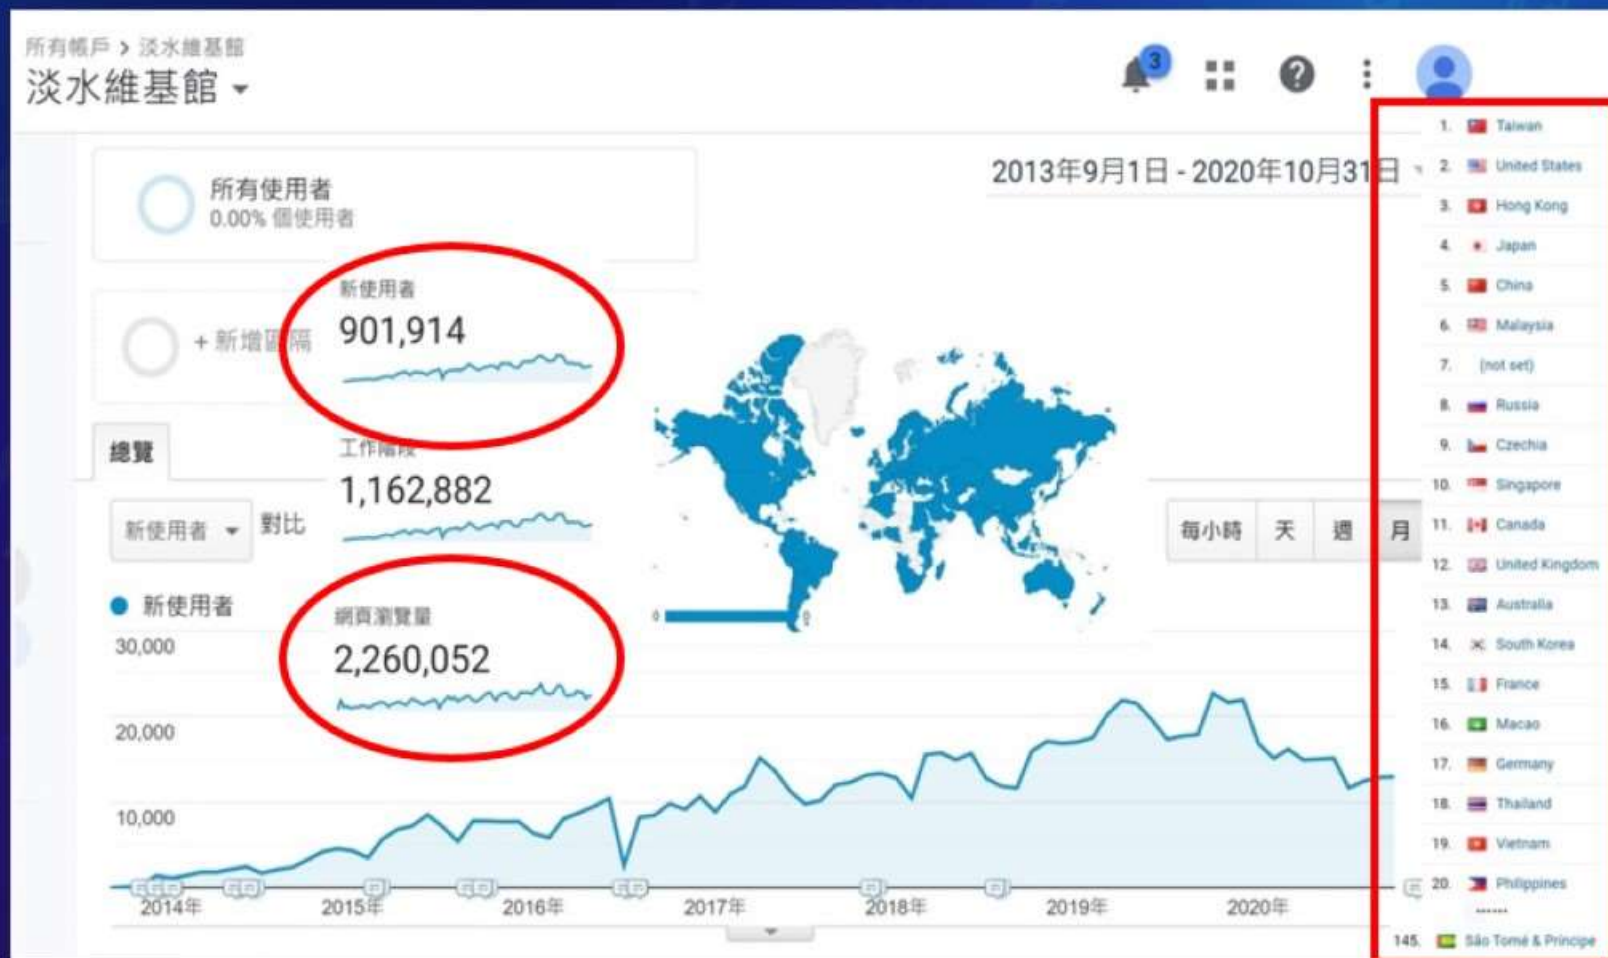 所有帳戶 > 淡水維基館
淡水維基館
3
2013年9月1日 - 2020年10月31日
所有使用者
0.00% 個使用者
+ 新增區隔
新使用者
901,914
工作階段
1,162,882
網頁瀏覽量
2,260,052
總覽
新使用者 對比
每小時 天 週 月
新使用者
30,000
20,000
10,000
2014年 2015年 2016年 2017年 2018年 2019年 2020年
1. Taiwan
2. United States
3. Hong Kong
4. Japan
5. China
6. Malaysia
7. (not set)
8. Russia
9. Czechia
10. Singapore
11. Canada
12. United Kingdom
13. Australia
14. South Korea
15. France
16. Macao
17. Germany
18. Thailand
19. Vietnam
20. Philippines
......
145. São Tomé & Príncipe